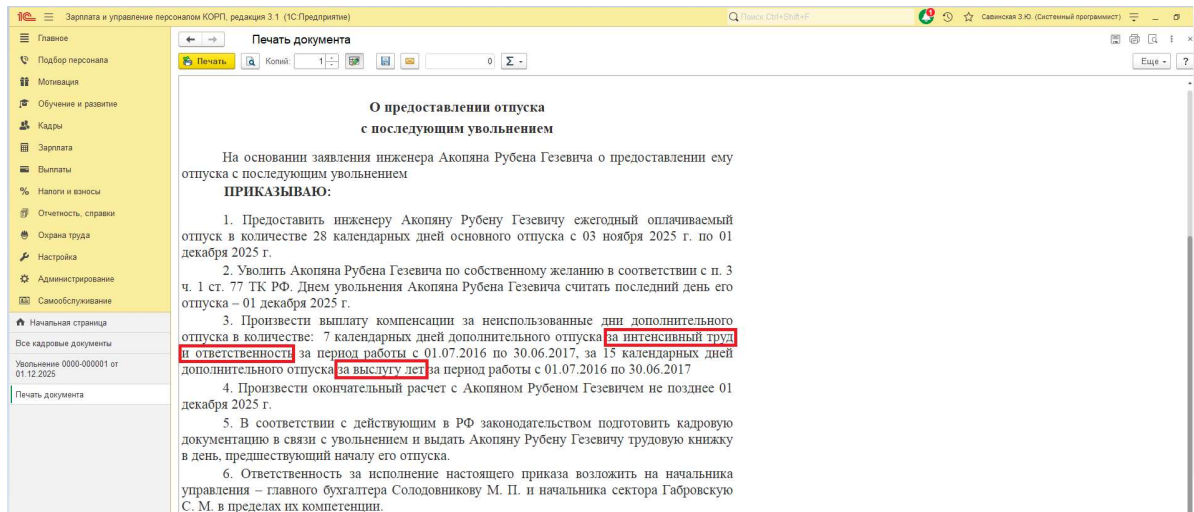 Зарплата и управление персоналом КОРП, редакция 3.1 (1С:Предприятие)
Поиск Ctrl+Shift+F
Савинская З.Ю. (Системный программист)
Главное
Подбор персонала
Мотивация
Обучение и развитие
Кадры
Зарплата
Выплаты
Налоги и взносы
Отчетность, справки
Охрана труда
Настройка
Администрирование
Самообслуживание
Начальная страница
Все кадровые документы
Увольнение 0000-000001 от
01.12.2025
Печать документа
Печать документа
Печать Копий: 1 0 Σ Еще ?
О предоставлении отпуска
с последующим увольнением
На основании заявления инженера Акопяна Рубена Гезевича о предоставлении ему
отпуска с последующим увольнением
ПРИКАЗЫВАЮ:
1. Предоставить инженеру Акопяну Рубену Гезевичу ежегодный оплачиваемый
отпуск в количестве 28 календарных дней основного отпуска с 03 ноября 2025 г. по 01
декабря 2025 г.
2. Уволить Акопяна Рубена Гезевича по собственному желанию в соответствии с п. 3
ч. 1 ст. 77 ТК РФ. Днем увольнения Акопяна Рубена Гезевича считать последний день его
отпуска – 01 декабря 2025 г.
3. Произвести выплату компенсации за неиспользованные дни дополнительного
отпуска в количестве: 7 календарных дней дополнительного отпуска за интенсивный труд
и ответственность за период работы с 01.07.2016 по 30.06.2017, за 15 календарных дней
дополнительного отпуска за выслугу лет за период работы с 01.07.2016 по 30.06.2017
4. Произвести окончательный расчет с Акопяном Рубеном Гезевичем не позднее 01
декабря 2025 г.
5. В соответствии с действующим в РФ законодательством подготовить кадровую
документацию в связи с увольнением и выдать Акопяну Рубену Гезевичу трудовую книжку
в день, предшествующий началу его отпуска.
6. Ответственность за исполнение настоящего приказа возложить на начальника
управления – главного бухгалтера Солодовникову М. П. и начальника сектора Габровскую
С. М. в пределах их компетенции.